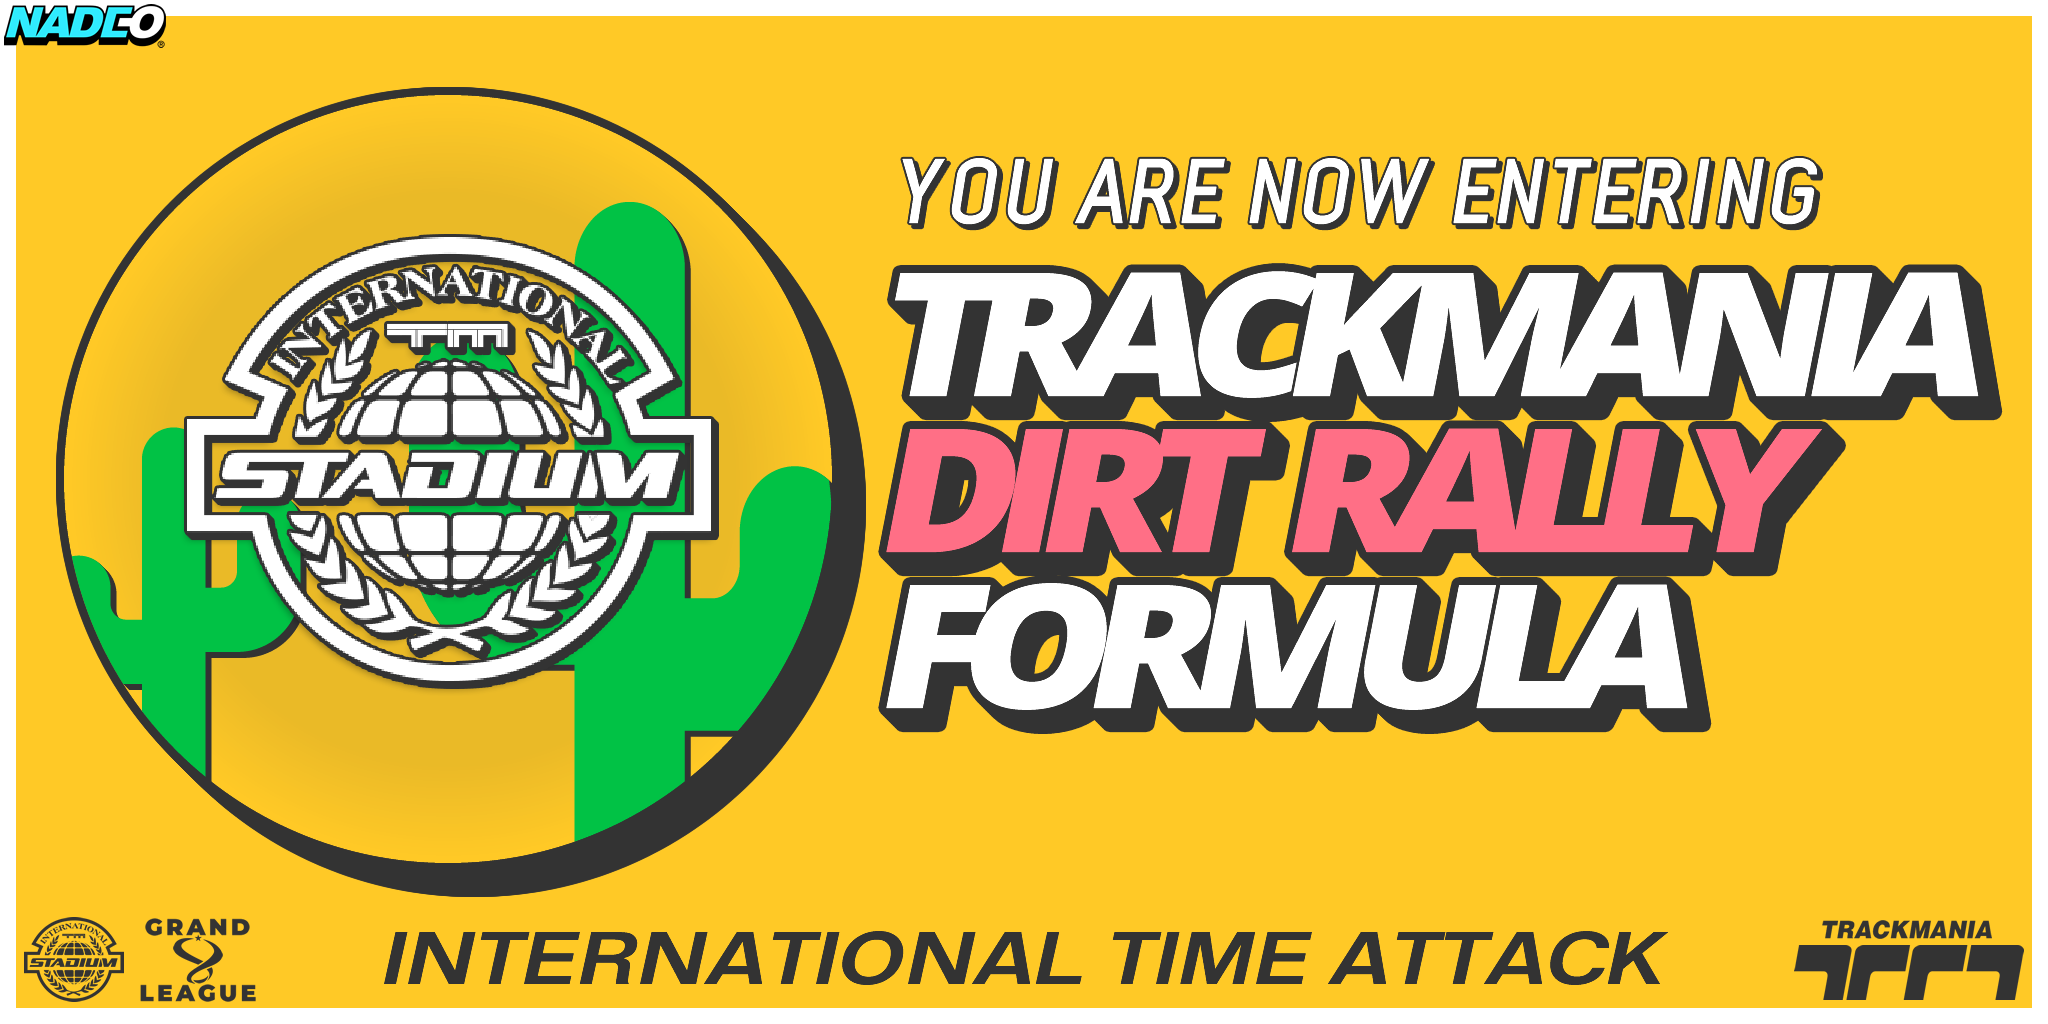 NADEO®
YOU ARE NOW ENTERING
TRACKMANIA
DIRT RALLY
FORMULA
INTERNATIONAL
TM
STADIUM
INTERNATIONAL
STADIUM
GRAND
LEAGUE
INTERNATIONAL TIME ATTACK
TRACKMANIA
TM